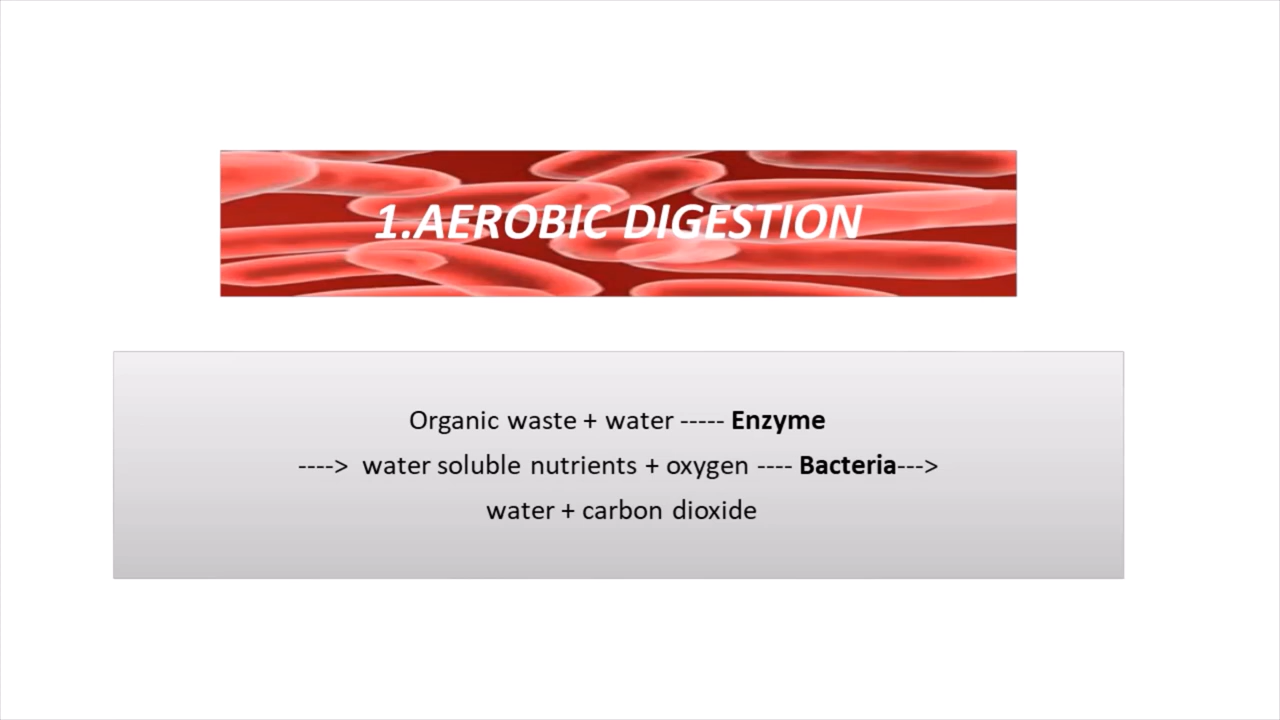 1.AEROBIC DIGESTION
Organic waste + water ----- Enzyme
----> water soluble nutrients + oxygen ---- Bacteria--->
water + carbon dioxide